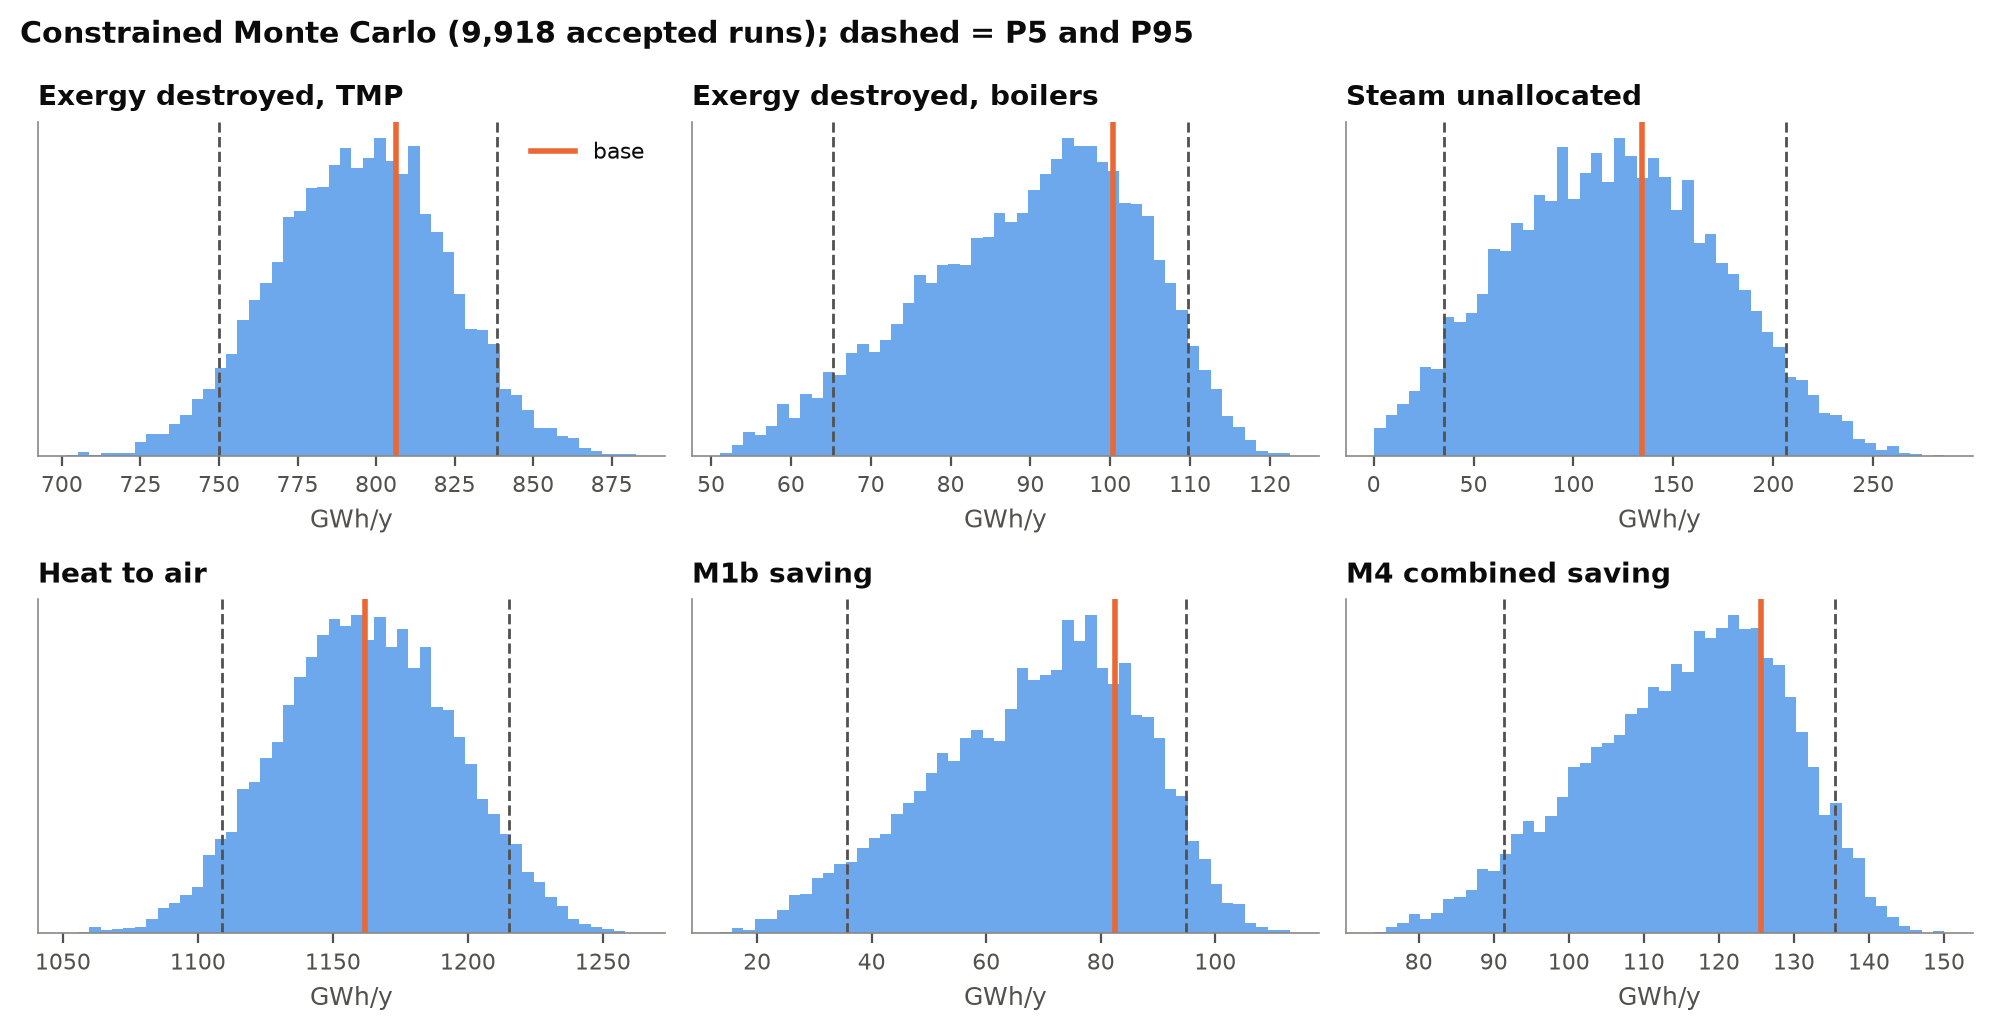 Constrained Monte Carlo (9,918 accepted runs); dashed = P5 and P95
Exergy destroyed, TMP
base
700 725 750 775 800 825 850 875
GWh/y
Exergy destroyed, boilers
50 60 70 80 90 100 110 120
GWh/y
Steam unallocated
0 50 100 150 200 250
GWh/y
Heat to air
1050 1100 1150 1200 1250
GWh/y
M1b saving
20 40 60 80 100
GWh/y
M4 combined saving
80 90 100 110 120 130 140 150
GWh/y